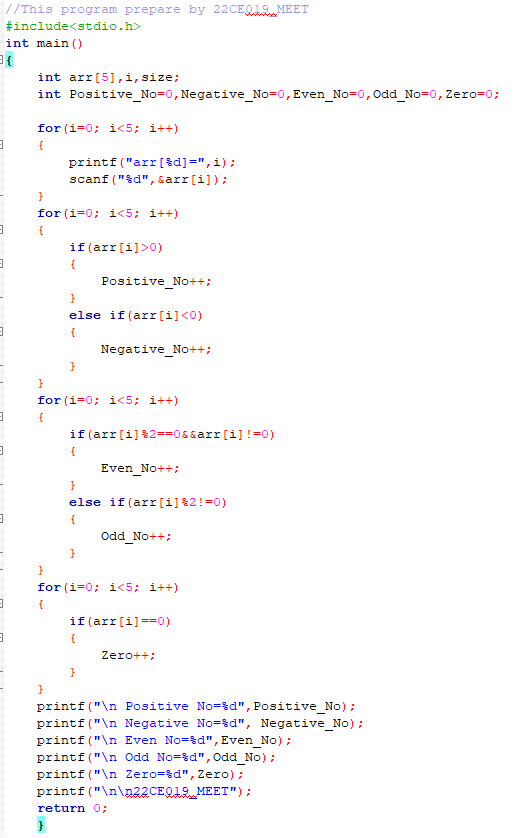 //This program prepare by 22CE019_MEET
#include<stdio.h>
int main()
{
    int arr[5],i,size;
    int Positive_No=0,Negative_No=0,Even_No=0,Odd_No=0,Zero=0;
    for(i=0; i<5; i++)
    {
        printf("arr[%d]=",i);
        scanf("%d",&arr[i]);
    }
    for(i=0; i<5; i++)
    {
        if(arr[i]>0)
        {
            Positive_No++;
        }
        else if(arr[i]<0)
        {
            Negative_No++;
        }
    }
    for(i=0; i<5; i++)
    {
        if(arr[i]%2==0&&arr[i]!=0)
        {
            Even_No++;
        }
        else if(arr[i]%2!=0)
        {
            Odd_No++;
        }
    }
    for(i=0; i<5; i++)
    {
        if(arr[i]==0)
        {
            Zero++;
        }
    }
    printf("\n Positive No=%d",Positive_No);
    printf("\n Negative No=%d", Negative_No);
    printf("\n Even No=%d",Even_No);
    printf("\n Odd No=%d",Odd_No);
    printf("\n Zero=%d",Zero);
    printf("\n\n22CE019_MEET");
    return 0;
    }